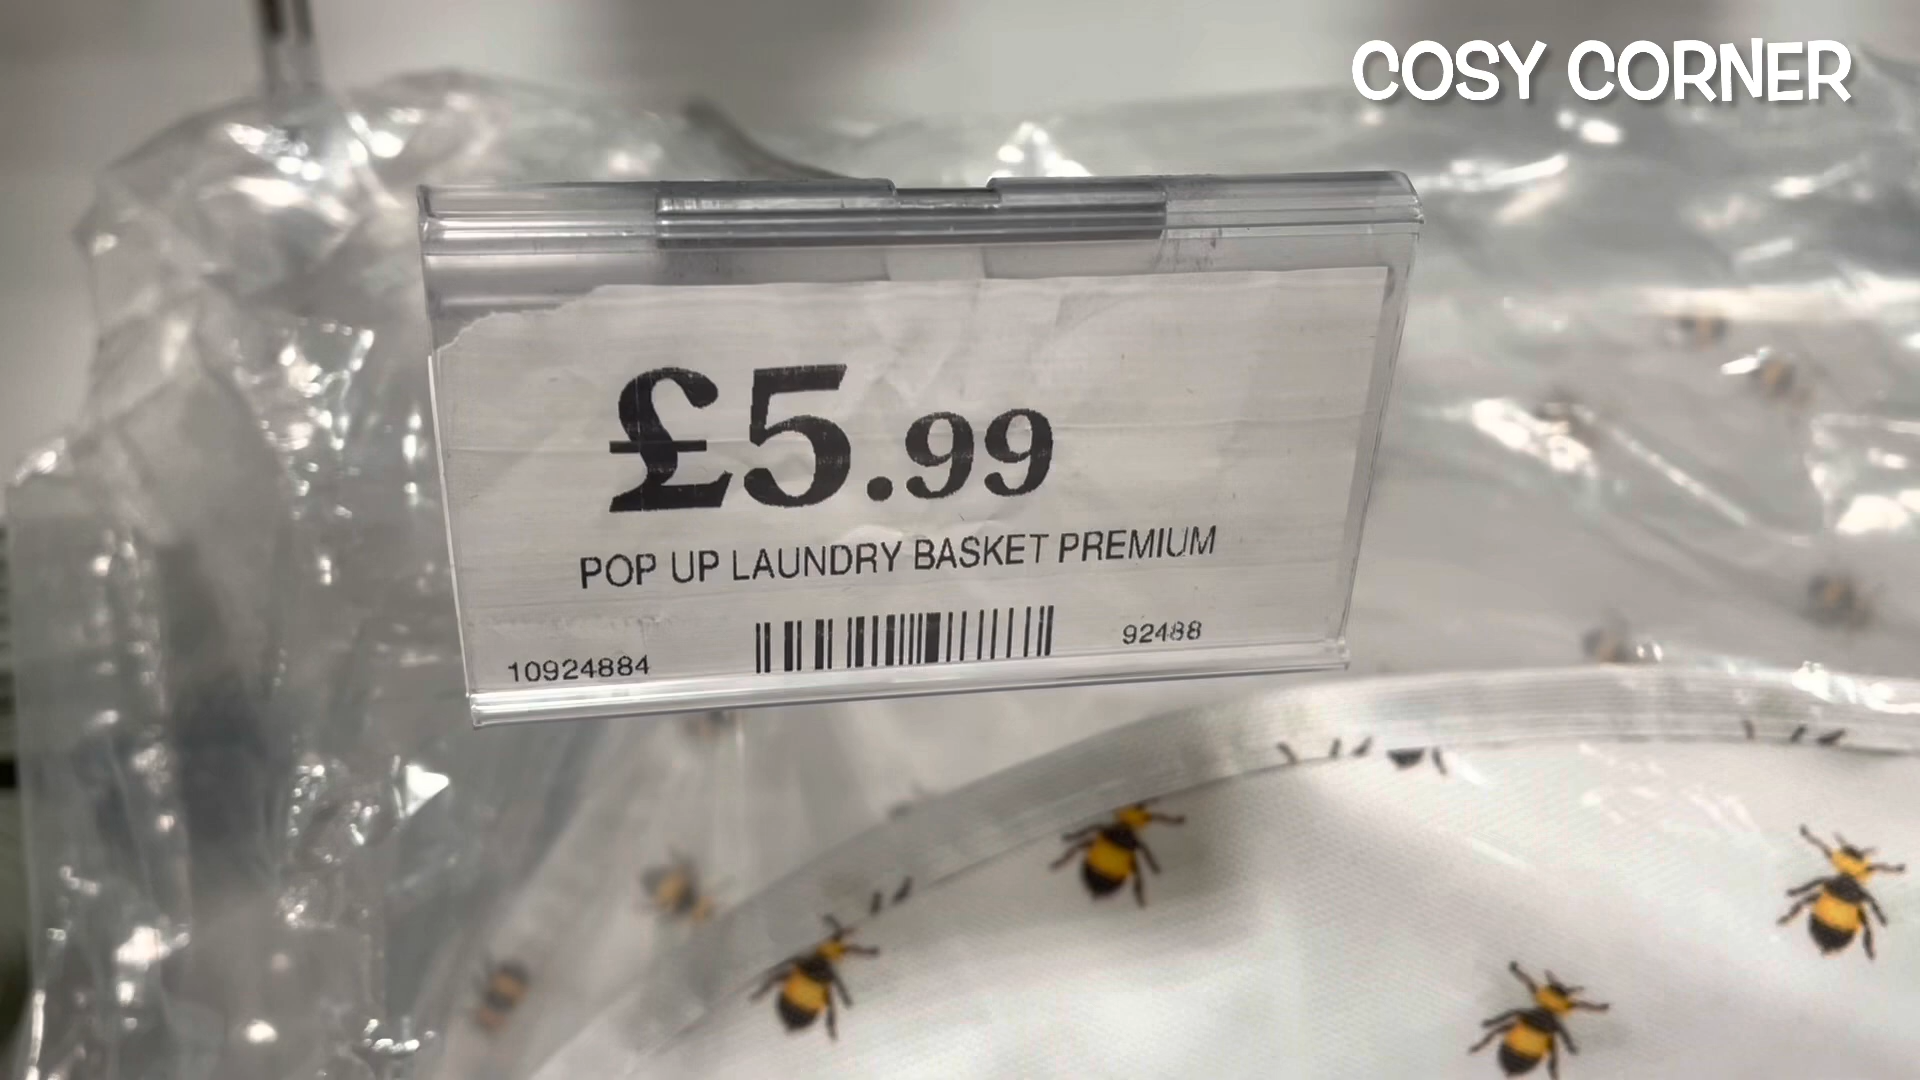 COSY CORNER
£5.99
POP UP LAUNDRY BASKET PREMIUM
10924884
92488